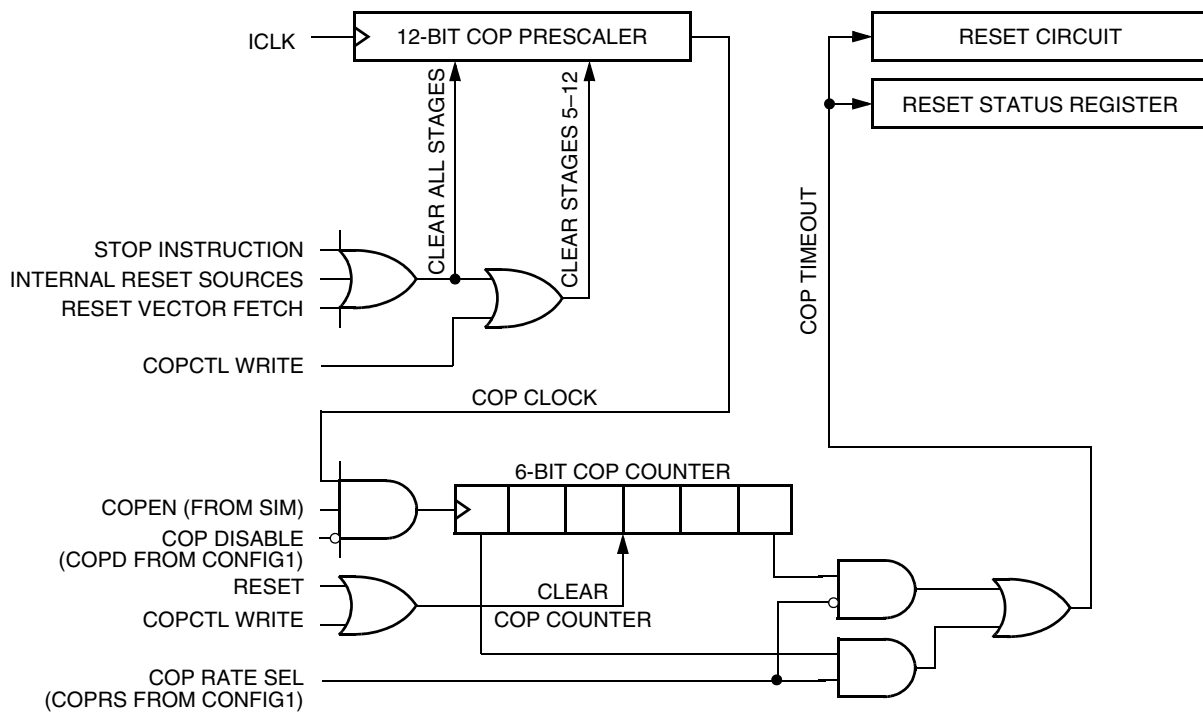 ICLK
12-BIT COP PRESCALER
RESET CIRCUIT
RESET STATUS REGISTER
CLEAR ALL STAGES
CLEAR STAGES 5–12
STOP INSTRUCTION
INTERNAL RESET SOURCES
RESET VECTOR FETCH
COPCTL WRITE
COP TIMEOUT
COP CLOCK
6-BIT COP COUNTER
COPEN (FROM SIM)
COP DISABLE
(COPD FROM CONFIG1)
RESET
COPCTL WRITE
CLEAR
COP COUNTER
COP RATE SEL
(COPRS FROM CONFIG1)